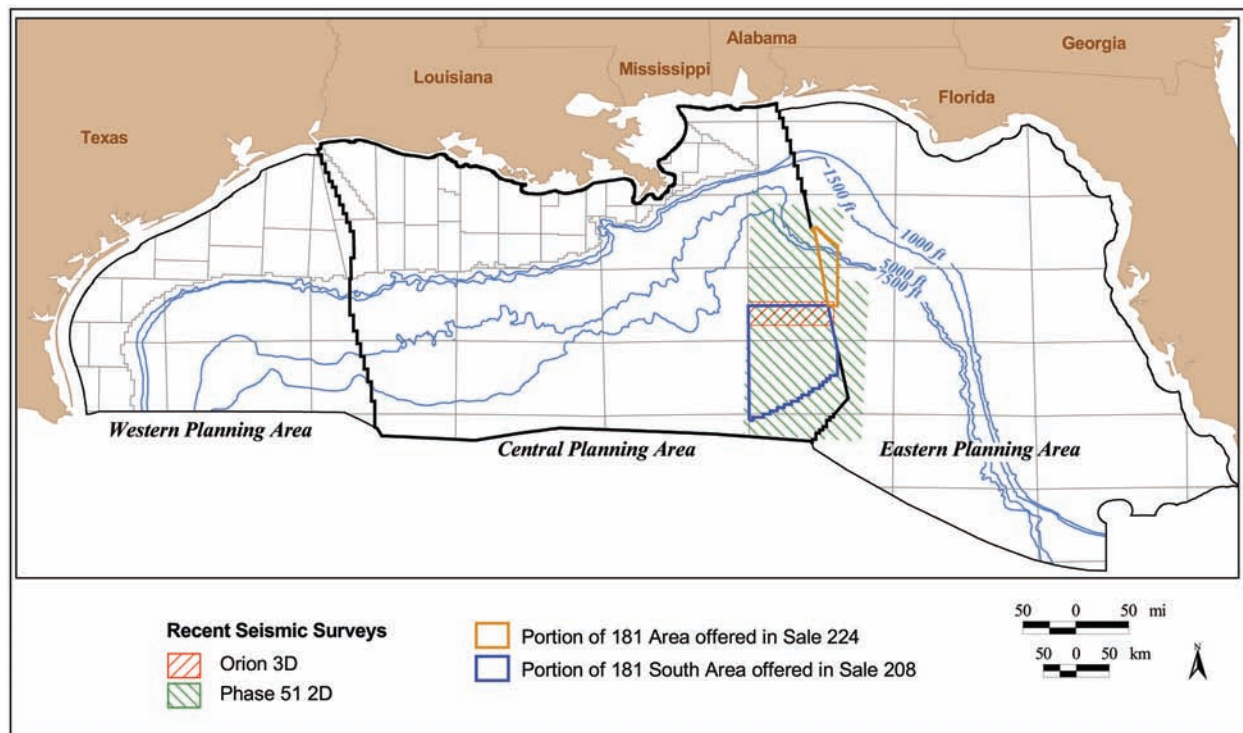 Alabama
Georgia
Louisiana
Mississippi
Florida
Texas
1500 ft
1000 ft
5000 ft
7500 ft
Western Planning Area
Central Planning Area
Eastern Planning Area
Recent Seismic Surveys
Orion 3D
Phase 51 2D
Portion of 181 Area offered in Sale 224
Portion of 181 South Area offered in Sale 208
50 0 50 mi
50 0 50 km
N